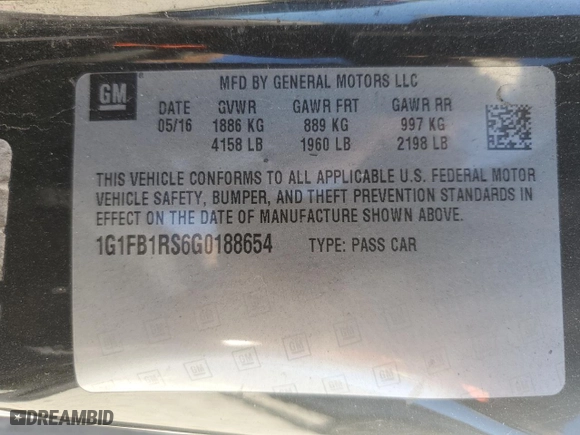 GM
MFD BY GENERAL MOTORS LLC
DATE GVWR GAWR FRT GAWR RR
05/16 1886 KG 889 KG 997 KG
4158 LB 1960 LB 2198 LB
THIS VEHICLE CONFORMS TO ALL APPLICABLE U.S. FEDERAL MOTOR
VEHICLE SAFETY, BUMPER, AND THEFT PREVENTION STANDARDS IN
EFFECT ON THE DATE OF MANUFACTURE SHOWN ABOVE.
1G1FB1RS6G0188654 TYPE: PASS CAR
DREAMBID